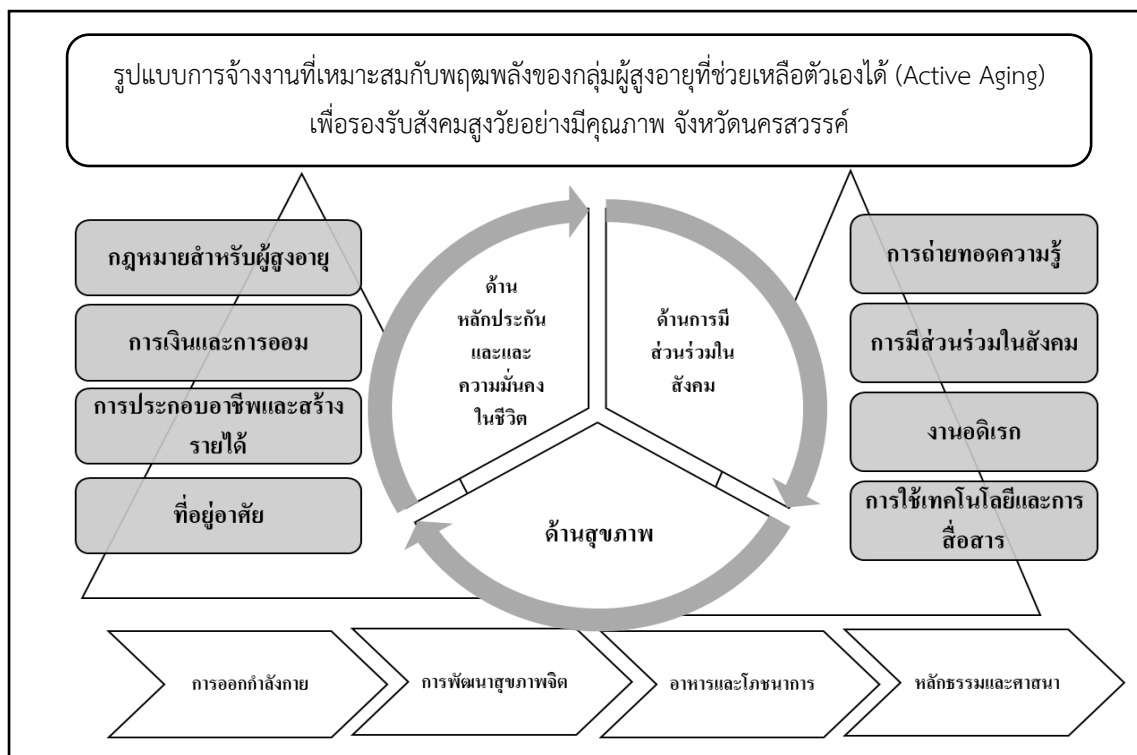 รูปแบบการจ้างงานที่เหมาะสมกับพฤฒพลังของกลุ่มผู้สูงอายุที่ช่วยเหลือตัวเองได้ (Active Aging)
เพื่อรองรับสังคมสูงวัยอย่างมีคุณภาพ จังหวัดนครสวรรค์
กฎหมายสำหรับผู้สูงอายุ
การเงินและการออม
การประกอบอาชีพและสร้าง
รายได้
ที่อยู่อาศัย
ด้าน
หลักประกัน
และและ
ความมั่นคง
ในชีวิต
ด้านการมี
ส่วนร่วมใน
สังคม
ด้านสุขภาพ
การถ่ายทอดความรู้
การมีส่วนร่วมในสังคม
งานอดิเรก
การใช้เทคโนโลยีและการ
สื่อสาร
การออกกำลังกาย
การพัฒนาสุขภาพจิต
อาหารและโภชนาการ
หลักธรรมและศาสนา